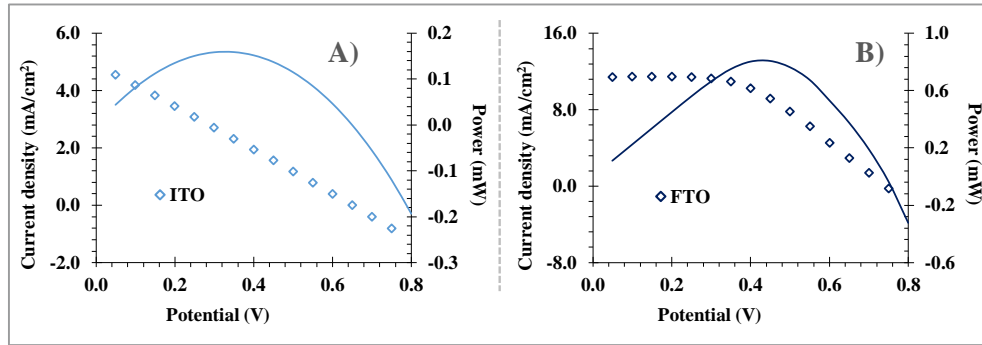 A)
6.0
4.0
2.0
0.0
-2.0
Current density (mA/cm²)
0.2
0.1
0.0
-0.1
-0.2
-0.3
Power (mW)
ITO
0.0 0.2 0.4 0.6 0.8
Potential (V)
B)
16.0
8.0
0.0
-8.0
Current density (mA/cm²)
1.0
0.6
0.2
-0.2
-0.6
Power (mW)
FTO
0.0 0.2 0.4 0.6 0.8
Potential (V)